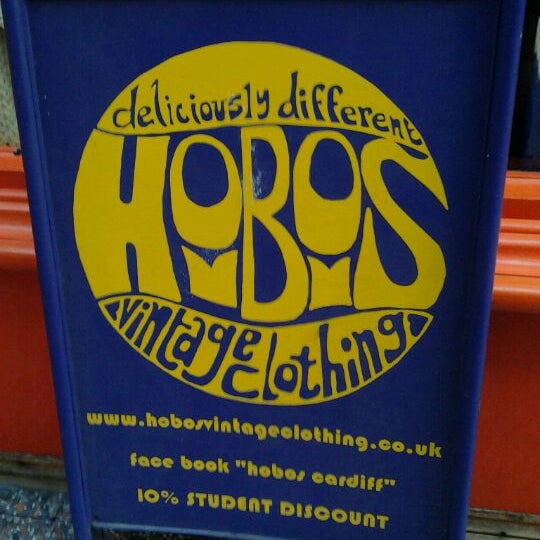 deliciously different
HOBOS
vintage clothing
www.hobosvintageclothing.co.uk
face book "hobos cardiff"
10% STUDENT DISCOUNT